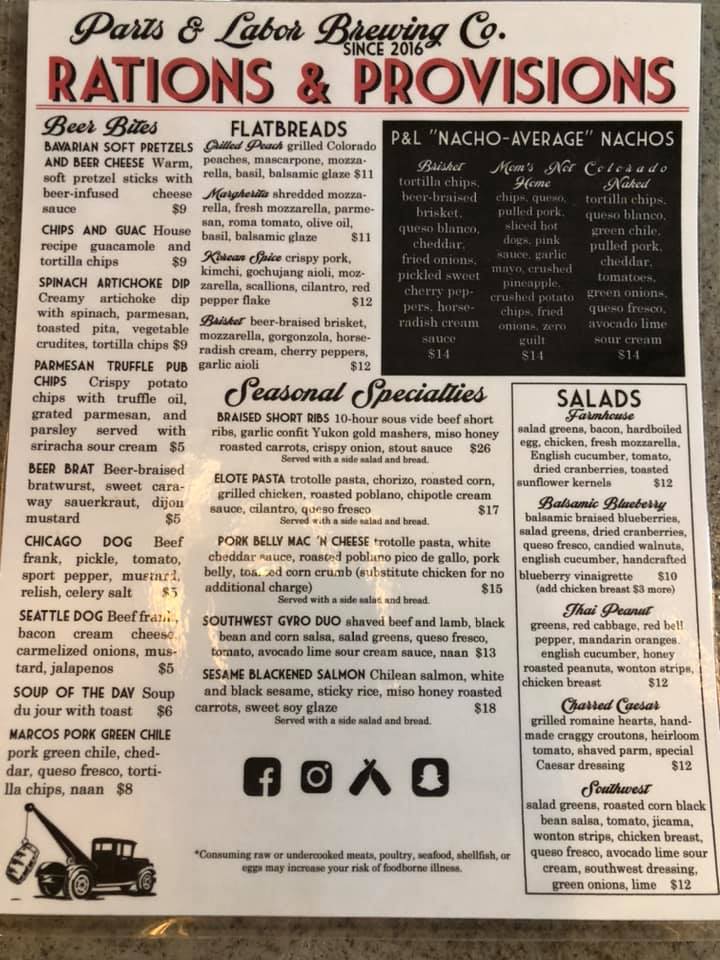 Parts & Labor Brewing Co.
SINCE 2016
RATIONS & PROVISIONS
Beer Bites
BAVARIAN SOFT PRETZELS
AND BEER CHEESE Warm,
soft pretzel sticks with
beer-infused cheese
sauce $9
CHIPS AND GUAC House
recipe guacamole and
tortilla chips $9
SPINACH ARTICHOKE DIP
Creamy artichoke dip
with spinach, parmesan,
toasted pita, vegetable
crudites, tortilla chips $9
PARMESAN TRUFFLE PUB
CHIPS Crispy potato
chips with truffle oil,
grated parmesan, and
parsley served with
sriracha sour cream $5
BEER BRAT Beer-braised
bratwurst, sweet cara-
way sauerkraut, dijon
mustard $5
CHICAGO DOG Beef
frank, pickle, tomato,
sport pepper, mustard,
relish, celery salt $5
SEATTLE DOG Beef frank,
bacon cream cheese,
carmelized onions, mus-
tard, jalapenos $5
SOUP OF THE DAY Soup
du jour with toast $6
MARCOS PORK GREEN CHILE
pork green chile, ched-
dar, queso fresco, torti-
lla chips, naan $8
FLATBREADS
Grilled Peach grilled Colorado
peaches, mascarpone, mozza-
rella, basil, balsamic glaze $11
Margherita shredded mozza-
rella, fresh mozzarella, parme-
san, roma tomato, olive oil,
basil, balsamic glaze $11
Korean Spice crispy pork,
kimchi, gochujang aioli, moz-
zarella, scallions, cilantro, red
pepper flake $12
Brisket beer-braised brisket,
mozzarella, gorgonzola, horse-
radish cream, cherry peppers,
garlic aioli $12
P&L "NACHO-AVERAGE" NACHOS
Brisket
tortilla chips,
beer-braised
brisket,
queso blanco,
cheddar,
fried onions,
pickled sweet
cherry pep-
pers, horse-
radish cream
sauce
$14
Mom's Not
Home
chips, queso,
pulled pork,
sliced hot
dogs, pink
sauce, garlic
mayo, crushed
pineapple,
crushed potato
chips, fried
onions, zero
guilt
$14
Colorado
Naked
tortilla chips,
queso blanco,
green chile,
pulled pork,
cheddar,
tomatoes,
green onions,
queso fresco,
avocado lime
sour cream
$14
Seasonal Specialties
BRAISED SHORT RIBS 10-hour sous vide beef short
ribs, garlic confit Yukon gold mashers, miso honey
roasted carrots, crispy onion, stout sauce $26
Served with a side salad and bread.
ELOTE PASTA trotolle pasta, chorizo, roasted corn,
grilled chicken, roasted poblano, chipotle cream
sauce, cilantro, queso fresco $17
Served with a side salad and bread.
PORK BELLY MAC 'N CHEESE trotolle pasta, white
cheddar sauce, roasted poblano pico de gallo, pork
belly, toasted corn crumb (substitute chicken for no
additional charge) $15
Served with a side salad and bread.
SOUTHWEST GYRO DUO shaved beef and lamb, black
bean and corn salsa, salad greens, queso fresco,
tomato, avocado lime sour cream sauce, naan $13
SESAME BLACKENED SALMON Chilean salmon, white
and black sesame, sticky rice, miso honey roasted
carrots, sweet soy glaze $18
Served with a side salad and bread.
*Consuming raw or undercooked meats, poultry, seafood, shellfish, or
eggs may increase your risk of foodborne illness.
SALADS
Farmhouse
salad greens, bacon, hardboiled
egg, chicken, fresh mozzarella,
English cucumber, tomato,
dried cranberries, toasted
sunflower kernels $12
Balsamic Blueberry
balsamic braised blueberries,
salad greens, dried cranberries,
queso fresco, candied walnuts,
english cucumber, handcrafted
blueberry vinaigrette $10
(add chicken breast $3 more)
Thai Peanut
greens, red cabbage, red bell
pepper, mandarin oranges,
english cucumber, honey
roasted peanuts, wonton strips,
chicken breast $12
Charred Caesar
grilled romaine hearts, hand-
made craggy croutons, heirloom
tomato, shaved parm, special
Caesar dressing $12
Southwest
salad greens, roasted corn black
bean salsa, tomato, jicama,
wonton strips, chicken breast,
queso fresco, avocado lime sour
cream, southwest dressing,
green onions, lime $12